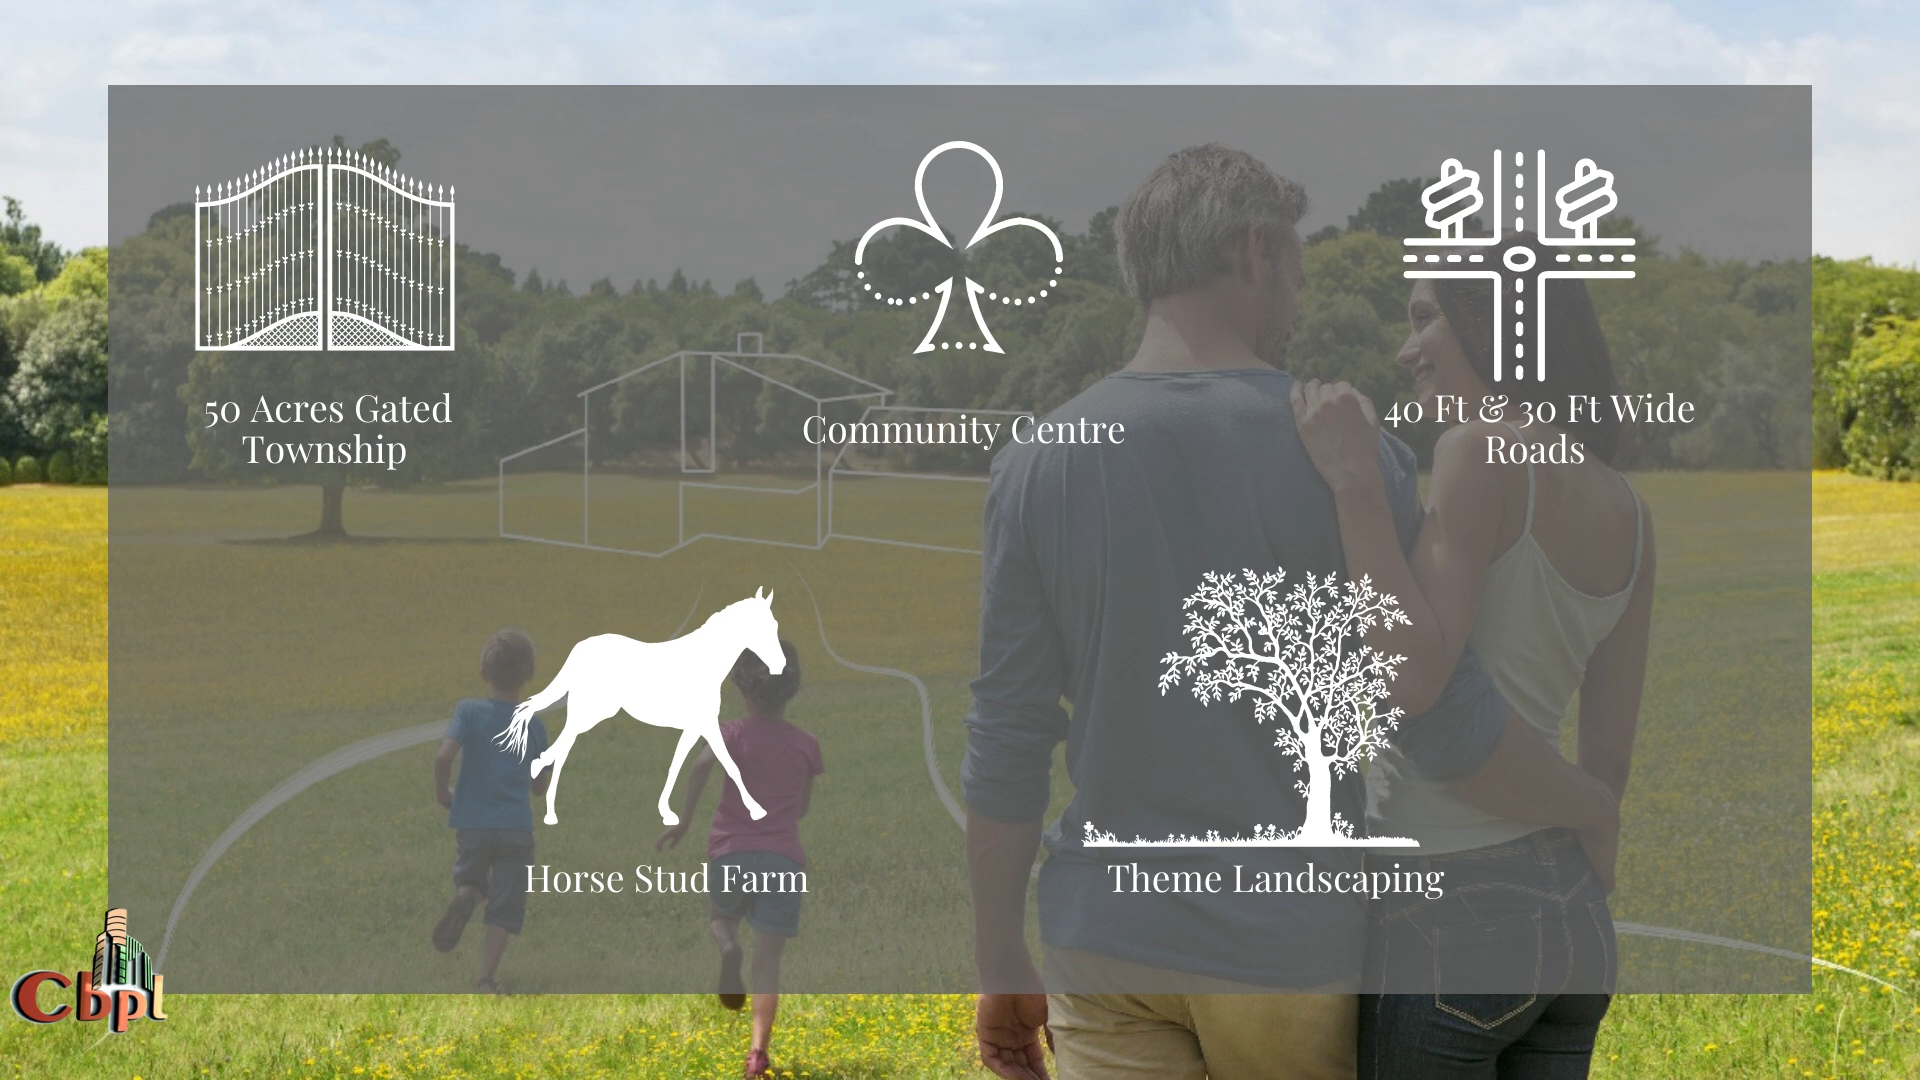 50 Acres Gated
Township
Community Centre
40 Ft & 30 Ft Wide
Roads
Horse Stud Farm
Theme Landscaping
Cbpl